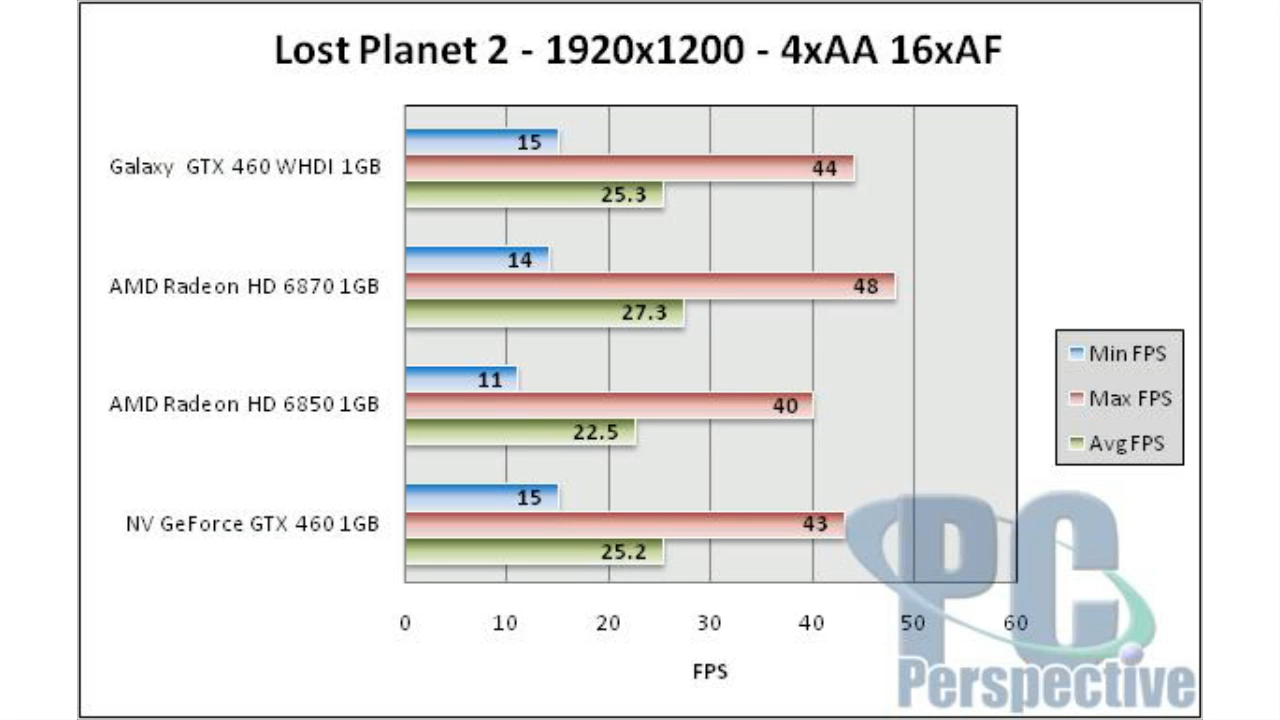 Lost Planet 2 - 1920x1200 - 4xAA 16xAF
Galaxy GTX 460 WHDI 1GB
15
44
25.3
AMD Radeon HD 6870 1GB
14
48
27.3
AMD Radeon HD 6850 1GB
11
40
22.5
NV GeForce GTX 460 1GB
15
43
25.2
0 10 20 30 40 50 60
FPS
Min FPS
Max FPS
Avg FPS
PC
Perspective